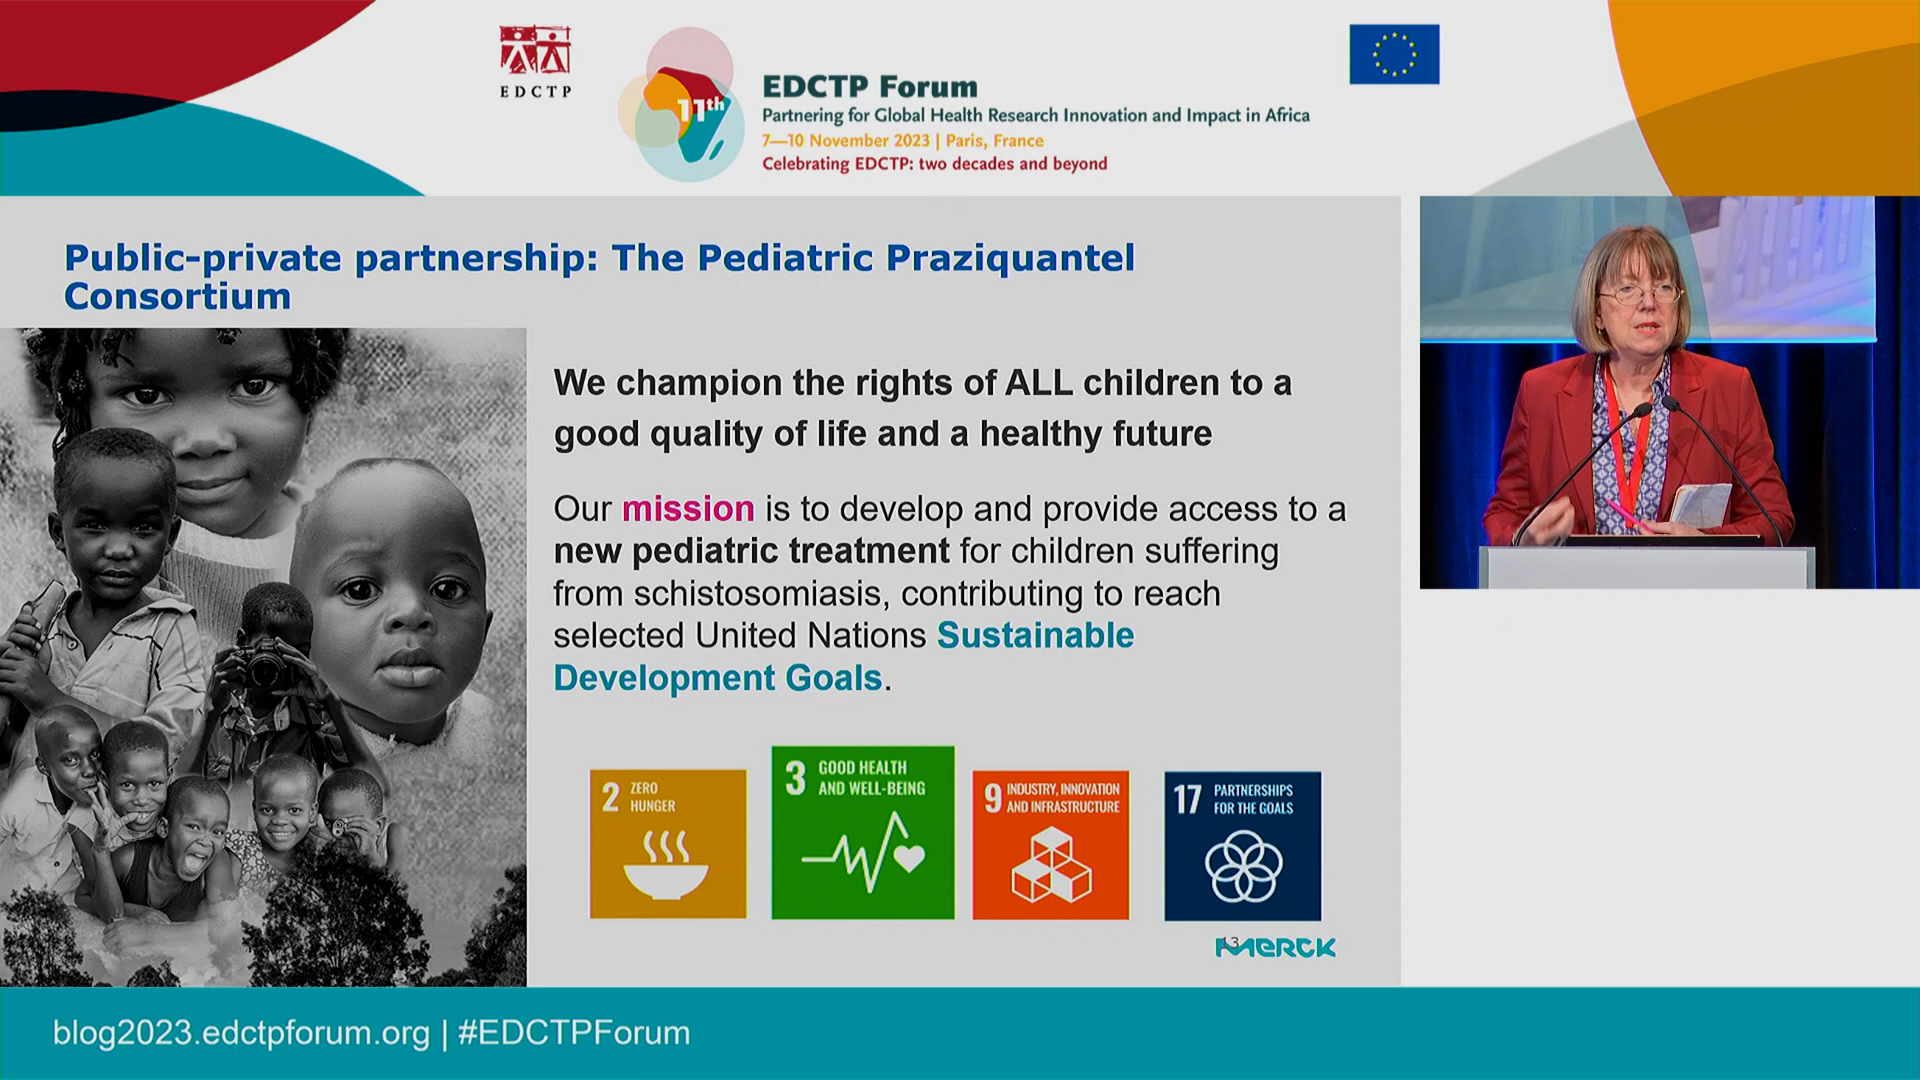 EDCTP
11th
EDCTP Forum
Partnering for Global Health Research Innovation and Impact in Africa
7—10 November 2023 | Paris, France
Celebrating EDCTP: two decades and beyond
Public-private partnership: The Pediatric Praziquantel
Consortium
We champion the rights of ALL children to a
good quality of life and a healthy future
Our mission is to develop and provide access to a
new pediatric treatment for children suffering
from schistosomiasis, contributing to reach
selected United Nations Sustainable
Development Goals.
2 ZERO
HUNGER
3 GOOD HEALTH
AND WELL-BEING
9 INDUSTRY, INNOVATION
AND INFRASTRUCTURE
17 PARTNERSHIPS
FOR THE GOALS
MERCK
blog2023.edctpforum.org | #EDCTPForum